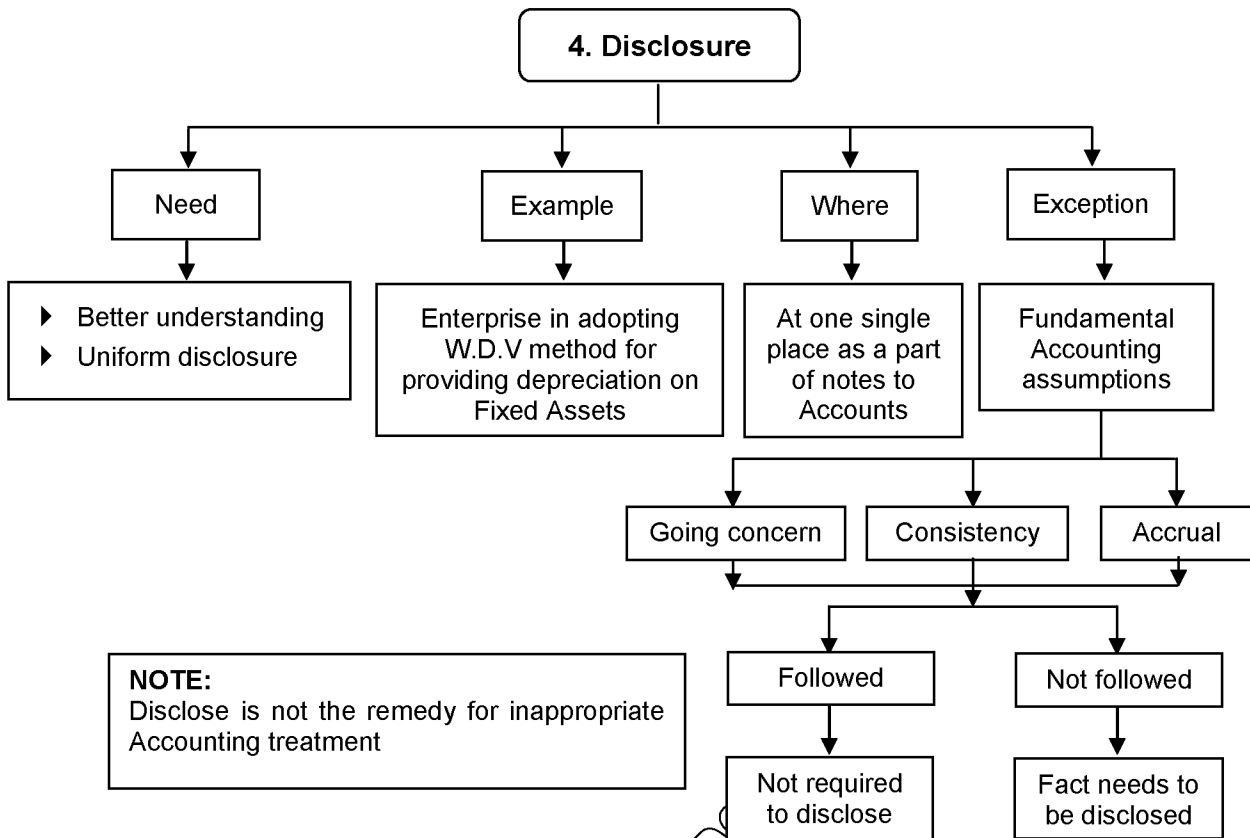 4. Disclosure
Need
Example
Where
Exception
Better understanding
Uniform disclosure
Enterprise in adopting
W.D.V method for
providing depreciation on
Fixed Assets
At one single
place as a part
of notes to
Accounts
Fundamental
Accounting
assumptions
Going concern
Consistency
Accrual
Followed
Not followed
NOTE:
Disclose is not the remedy for inappropriate
Accounting treatment
Not required
to disclose
Fact needs to
be disclosed